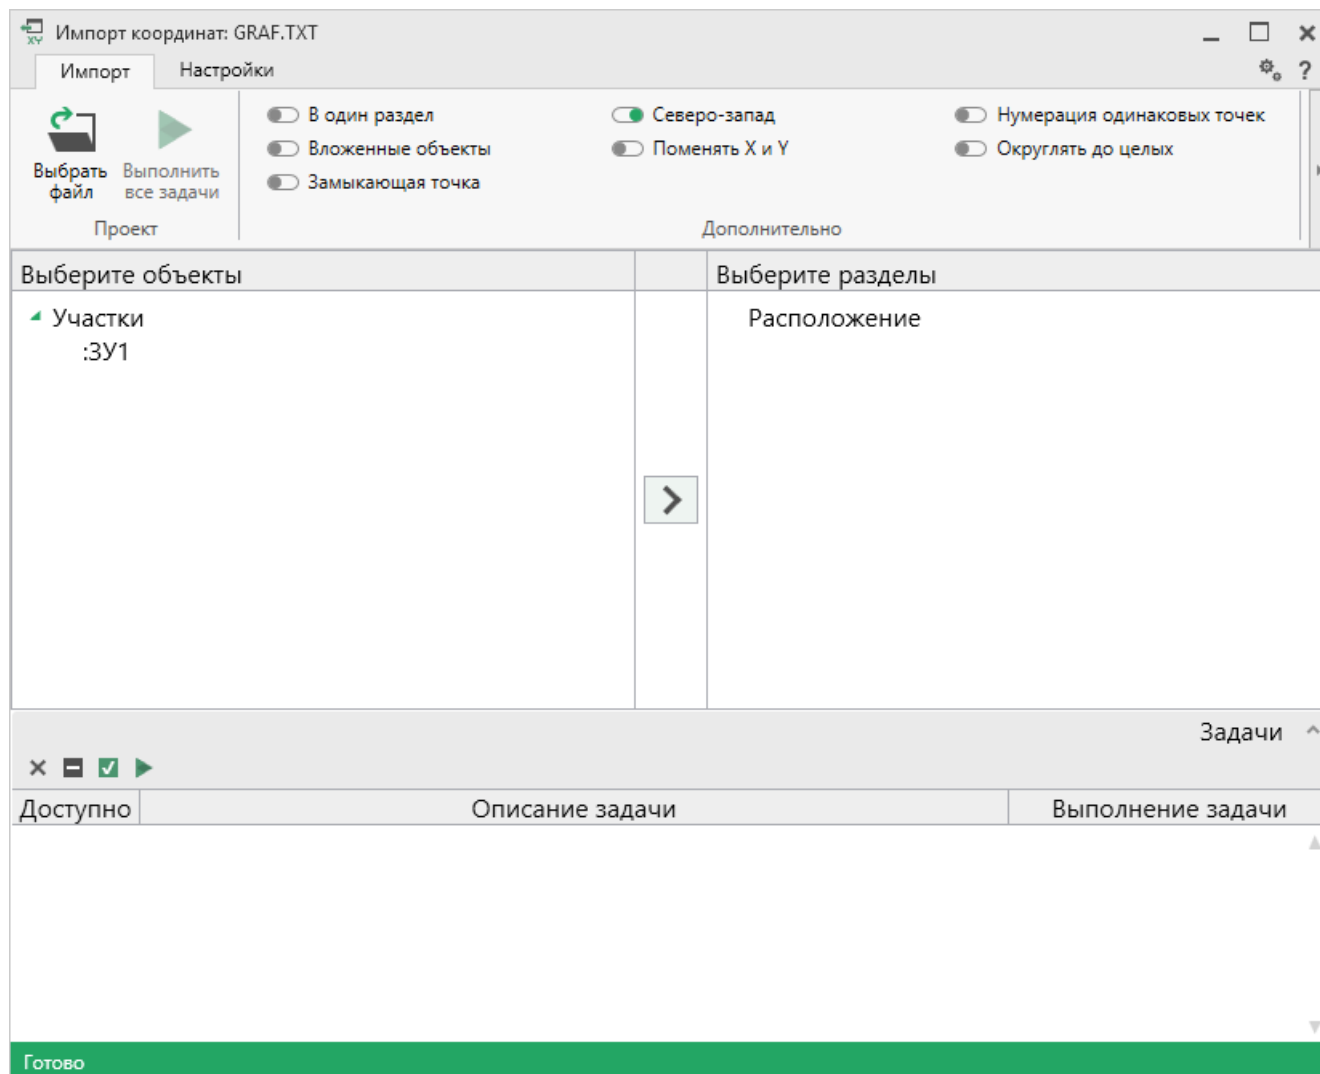 XY Импорт координат: GRAF.TXT
Импорт Настройки ?
В один раздел Северо-запад Нумерация одинаковых точек
Вложенные объекты Поменять X и Y Округлять до целых
Замыкающая точка
Выбрать файл
Выполнить все задачи
Проект Дополнительно
Выберите объекты Выберите разделы
Участки Расположение
:ЗУ1
Задачи
Доступно Описание задачи Выполнение задачи
Готово